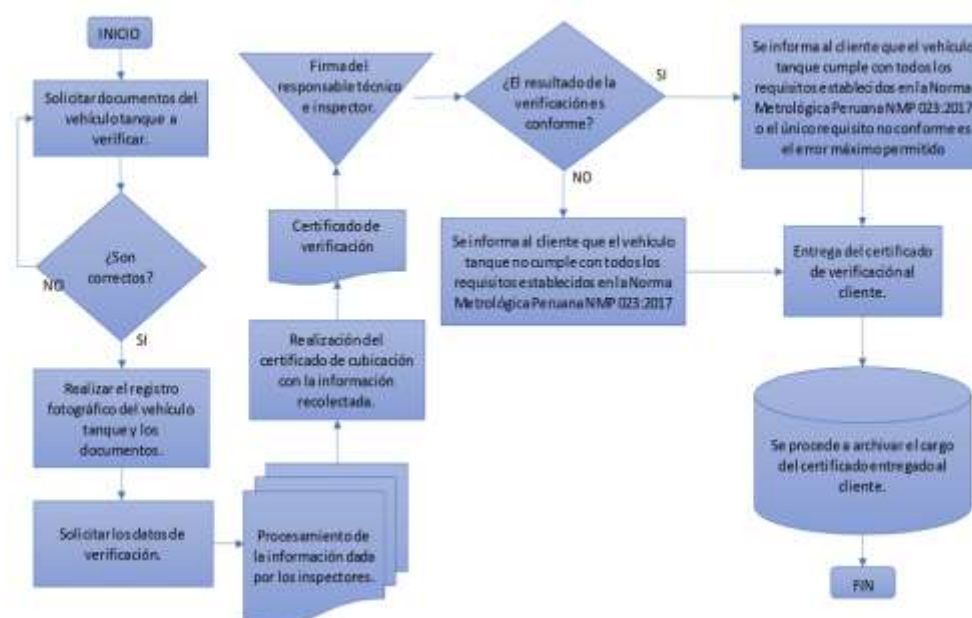 INICIO
Solicitar documentos del
vehículo tanque a
verificar.
¿Son
correctos?
NO
SI
Realizar el registro
fotográfico del vehículo
tanque y los
documentos.
Solicitar los datos de
verificación.
Procesamiento de
la información dada
por los inspectores.
Realización del
certificado de cubicación
con la información
recolectada.
Certificado de
verificación
Firma del
responsable técnico
e inspector.
¿El resultado de la
verificación es
conforme?
SI
NO
Se informa al cliente que el vehículo
tanque no cumple con todos los
requisitos establecidos en la Norma
Metrológica Peruana NMP 023:2017
Se informa al cliente que el vehículo
tanque cumple con todos los
requisitos establecidos en la Norma
Metrológica Peruana NMP 023:2017
o el único requisito no conforme es
el error máximo permitido
Entrega del certificado
de verificación al
cliente.
Se procede a archivar el cargo
del certificado entregado al
cliente.
FIN